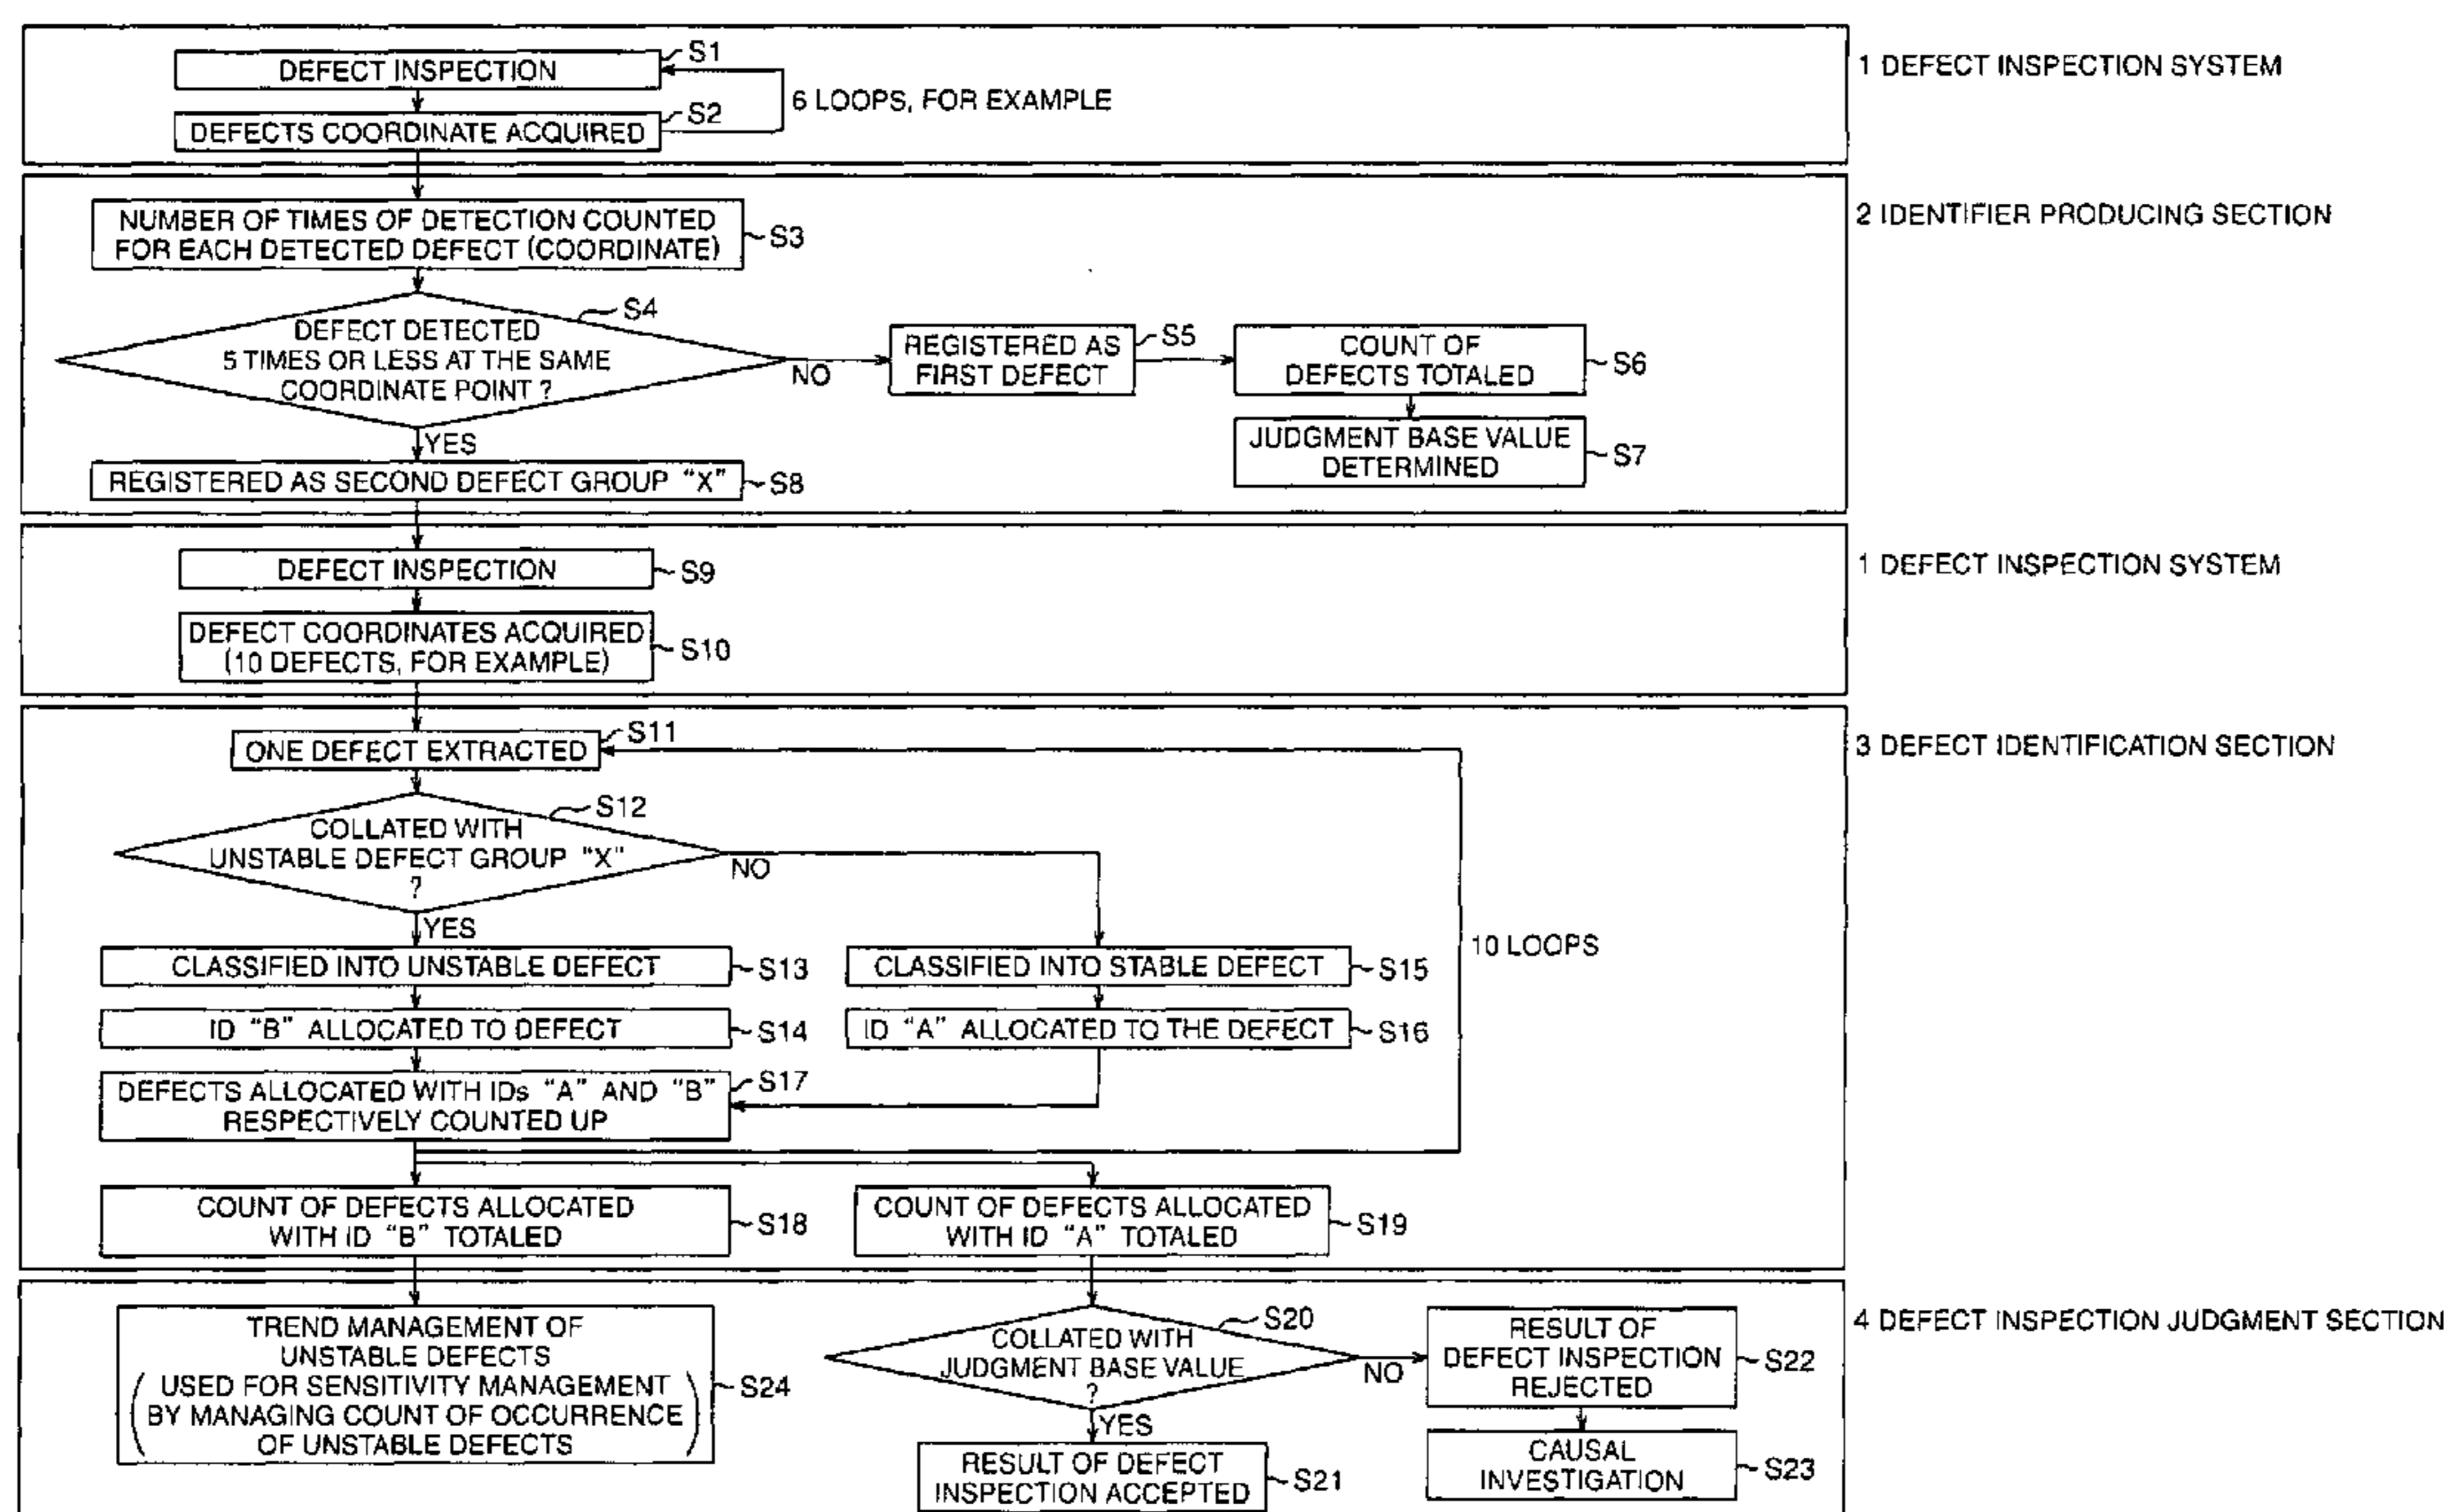 S1
DEFECT INSPECTION
1 DEFECT INSPECTION SYSTEM
6 LOOPS, FOR EXAMPLE
S2
DEFECTS COORDINATE ACQUIRED
NUMBER OF TIMES OF DETECTION COUNTED
FOR EACH DETECTED DEFECT (COORDINATE)
S3
2 IDENTIFIER PRODUCING SECTION
S4
DEFECT DETECTED
5 TIMES OR LESS AT THE SAME
COORDINATE POINT ?
NO
REGISTERED AS
FIRST DEFECT
S5
COUNT OF
DEFECTS TOTALED
S6
JUDGMENT BASE VALUE
DETERMINED
S7
YES
REGISTERED AS SECOND DEFECT GROUP "X"
S8
DEFECT INSPECTION
S9
1 DEFECT INSPECTION SYSTEM
DEFECT COORDINATES ACQUIRED
(10 DEFECTS, FOR EXAMPLE)
S10
S11
ONE DEFECT EXTRACTED
3 DEFECT IDENTIFICATION SECTION
S12
COLLATED WITH
UNSTABLE DEFECT GROUP "X"
?
NO
YES
10 LOOPS
CLASSIFIED INTO UNSTABLE DEFECT
S13
CLASSIFIED INTO STABLE DEFECT
S15
ID "B" ALLOCATED TO DEFECT
S14
ID "A" ALLOCATED TO THE DEFECT
S16
DEFECTS ALLOCATED WITH IDs "A" AND "B"
RESPECTIVELY COUNTED UP
S17
COUNT OF DEFECTS ALLOCATED
WITH ID "B" TOTALED
S18
COUNT OF DEFECTS ALLOCATED
WITH ID "A" TOTALED
S19
4 DEFECT INSPECTION JUDGMENT SECTION
TREND MANAGEMENT OF
UNSTABLE DEFECTS
(USED FOR SENSITIVITY MANAGEMENT
BY MANAGING COUNT OF OCCURRENCE
OF UNSTABLE DEFECTS)
S24
S20
COLLATED WITH
JUDGMENT BASE VALUE
?
NO
RESULT OF
DEFECT INSPECTION
REJECTED
S22
YES
RESULT OF DEFECT
INSPECTION ACCEPTED
S21
CAUSAL
INVESTIGATION
S23